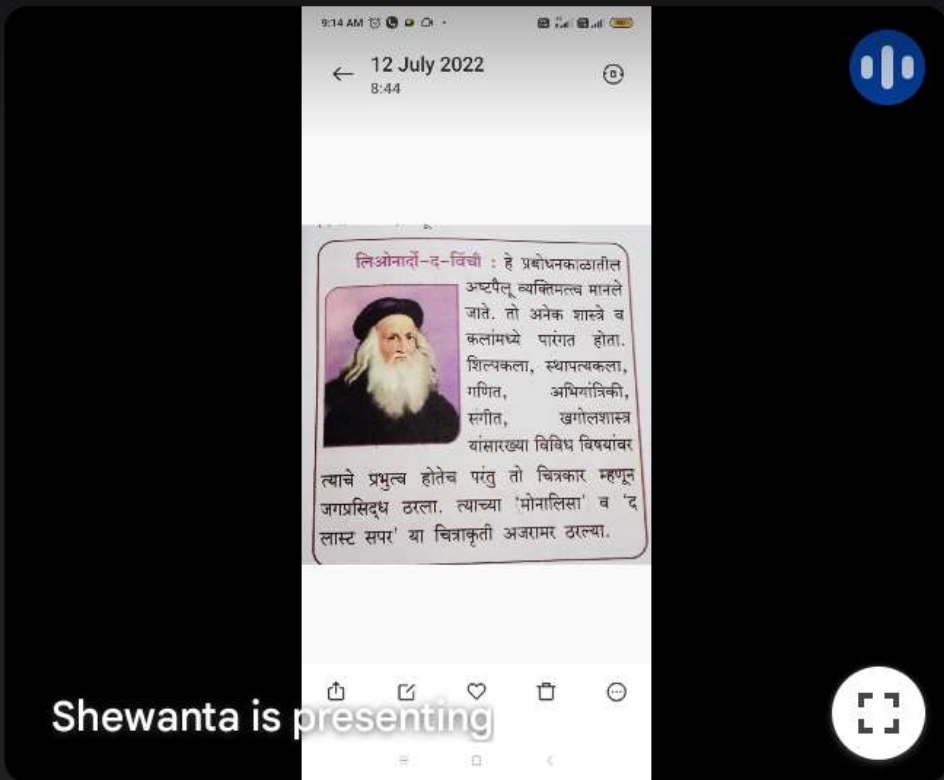 9:14 AM
12 July 2022
8:44
लिओनार्दो-द-विंची : हे प्रबोधनकाळातील
अष्टपैलू व्यक्तिमत्त्व मानले
जाते. तो अनेक शास्त्रे व
कलांमध्ये पारंगत होता.
शिल्पकला, स्थापत्यकला,
गणित, अभियांत्रिकी,
संगीत, खगोलशास्त्र
यांसारख्या विविध विषयांवर
त्याचे प्रभुत्व होतेच परंतु तो चित्रकार म्हणून
जगप्रसिद्ध ठरला. त्याच्या 'मोनालिसा' व 'द
लास्ट सपर' या चित्राकृती अजरामर ठरल्या.
Shewanta is presenting